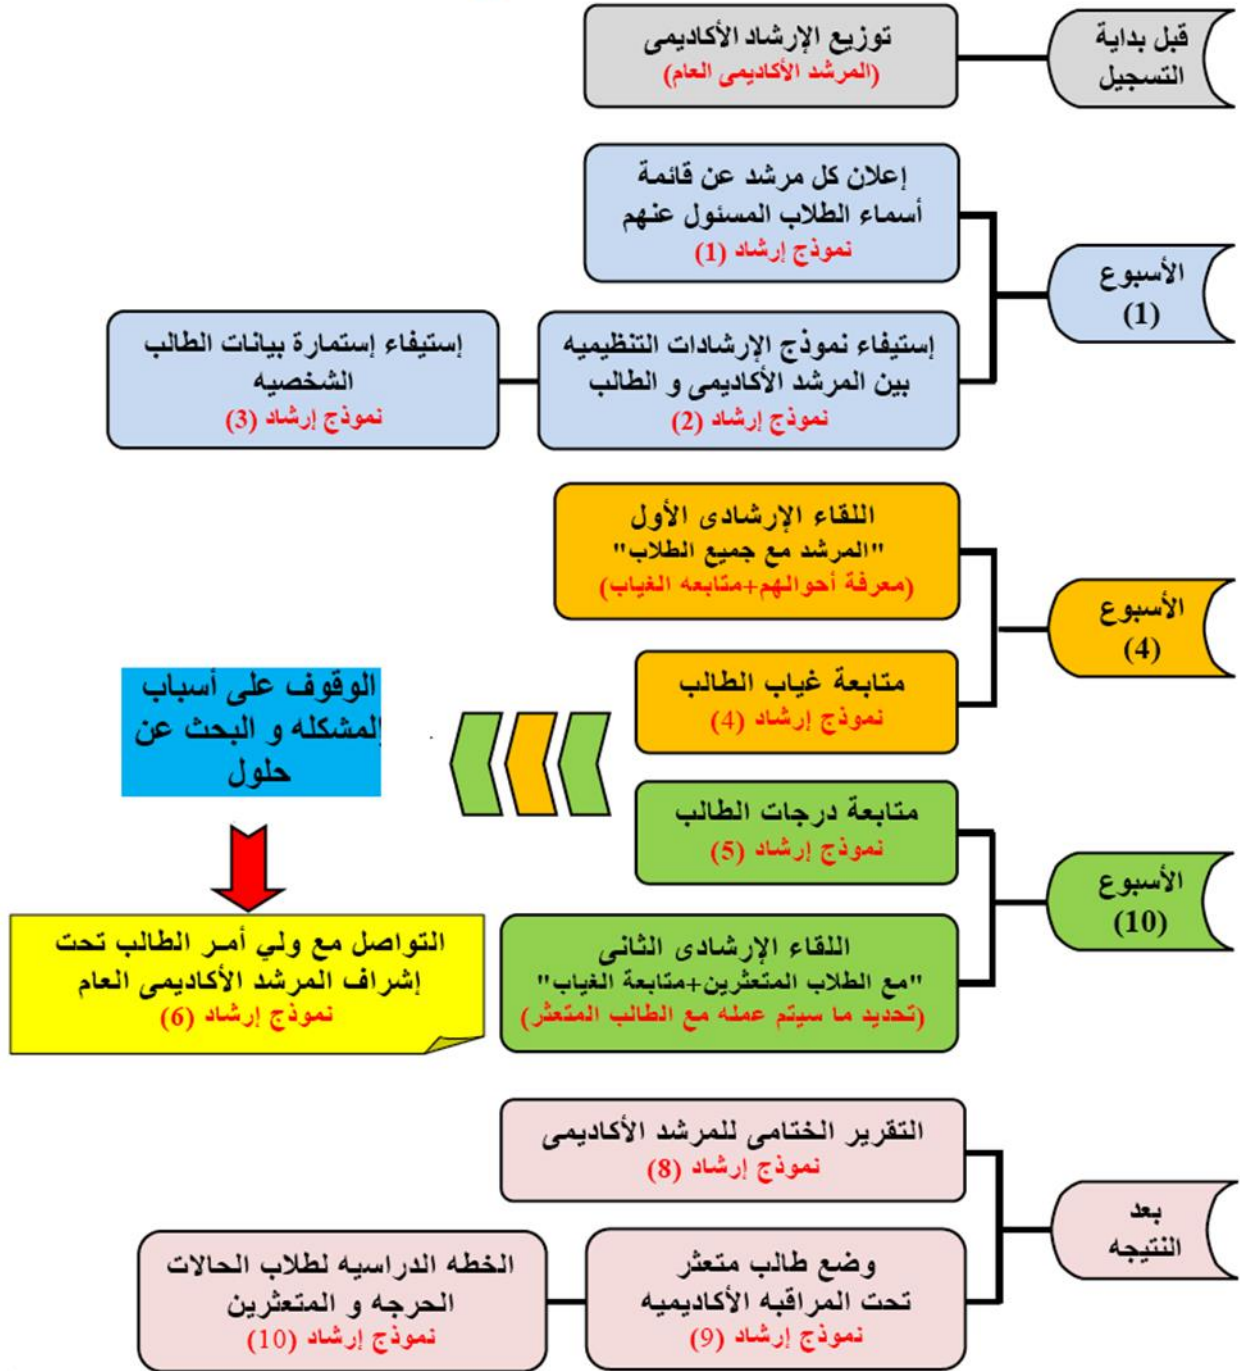 قبل بداية
التسجيل
توزيع الإرشاد الأكاديمى
(المرشد الأكاديمى العام)
الأسبوع
(1)
إعلان كل مرشد عن قائمة
أسماء الطلاب المسئول عنهم
نموذج إرشاد (1)
إستيفاء نموذج الإرشادات التنظيميه
بين المرشد الأكاديمى و الطالب
نموذج إرشاد (2)
إستيفاء إستمارة بيانات الطالب
الشخصيه
نموذج إرشاد (3)
الأسبوع
(4)
اللقاء الإرشادى الأول
"المرشد مع جميع الطلاب"
(معرفة أحوالهم+متابعه الغياب)
متابعة غياب الطالب
نموذج إرشاد (4)
الأسبوع
(10)
متابعة درجات الطالب
نموذج إرشاد (5)
اللقاء الإرشادى الثانى
"مع الطلاب المتعثرين+متابعة الغياب"
(تحديد ما سيتم عمله مع الطالب المتعثر)
الوقوف على أسباب
المشكله و البحث عن
حلول
التواصل مع ولي أمـر الطالب تحت
إشراف المرشد الأكاديمى العام
نموذج إرشاد (6)
بعد
النتيجه
التقرير الختامى للمرشد الأكاديمى
نموذج إرشاد (8)
وضع طالب متعثر
تحت المراقبه الأكاديميه
نموذج إرشاد (9)
الخطه الدراسيه لطلاب الحالات
الحرجه و المتعثرين
نموذج إرشاد (10)